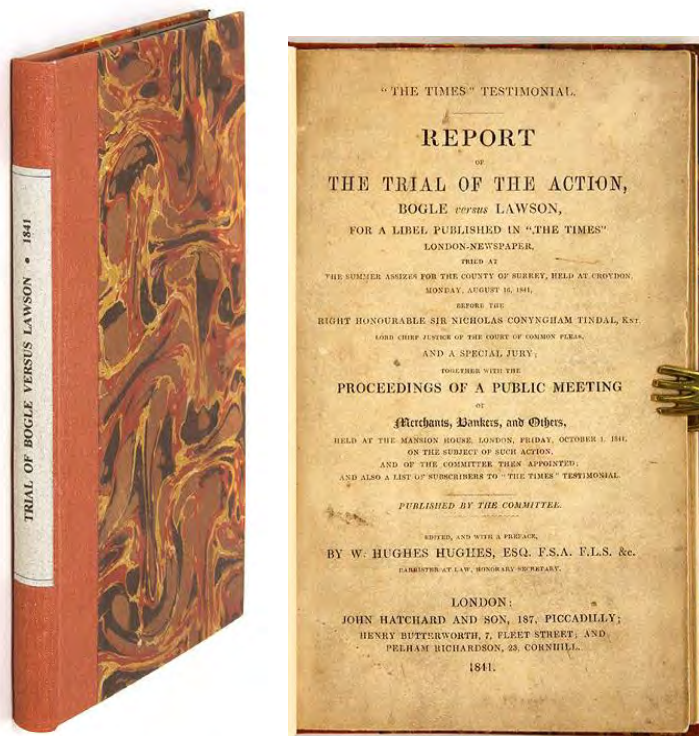 TRIAL OF BOGLE VERSUS LAWSON • 1841
"THE TIMES" TESTIMONIAL.
REPORT
OF
THE TRIAL OF THE ACTION,
BOGLE versus LAWSON,
FOR A LIBEL PUBLISHED IN "THE TIMES"
LONDON NEWSPAPER,
TRIED AT
THE SUMMER ASSIZES FOR THE COUNTY OF SURREY, HELD AT CROYDON,
MONDAY, AUGUST 16, 1841,
BEFORE THE
RIGHT HONOURABLE SIR NICHOLAS CONYNGHAM TINDAL, KNT.
LORD CHIEF JUSTICE OF THE COURT OF COMMON PLEAS,
AND A SPECIAL JURY;
TOGETHER WITH THE
PROCEEDINGS OF A PUBLIC MEETING
OF
Merchants, Bankers, and Others,
HELD AT THE MANSION HOUSE, LONDON, FRIDAY, OCTOBER 1, 1841,
ON THE SUBJECT OF SUCH ACTION,
AND OF THE COMMITTEE THEN APPOINTED;
AND ALSO A LIST OF SUBSCRIBERS TO "THE TIMES" TESTIMONIAL.
PUBLISHED BY THE COMMITTEE.
EDITED, AND WITH A PREFACE,
BY W. HUGHES HUGHES, ESQ. F.S.A. F.L.S. &c.
BARRISTER AT LAW, HONORARY SECRETARY.
LONDON:
JOHN HATCHARD AND SON, 187, PICCADILLY;
HENRY BUTTERWORTH, 7, FLEET STREET; AND
PELHAM RICHARDSON, 23, CORNHILL.
1841.